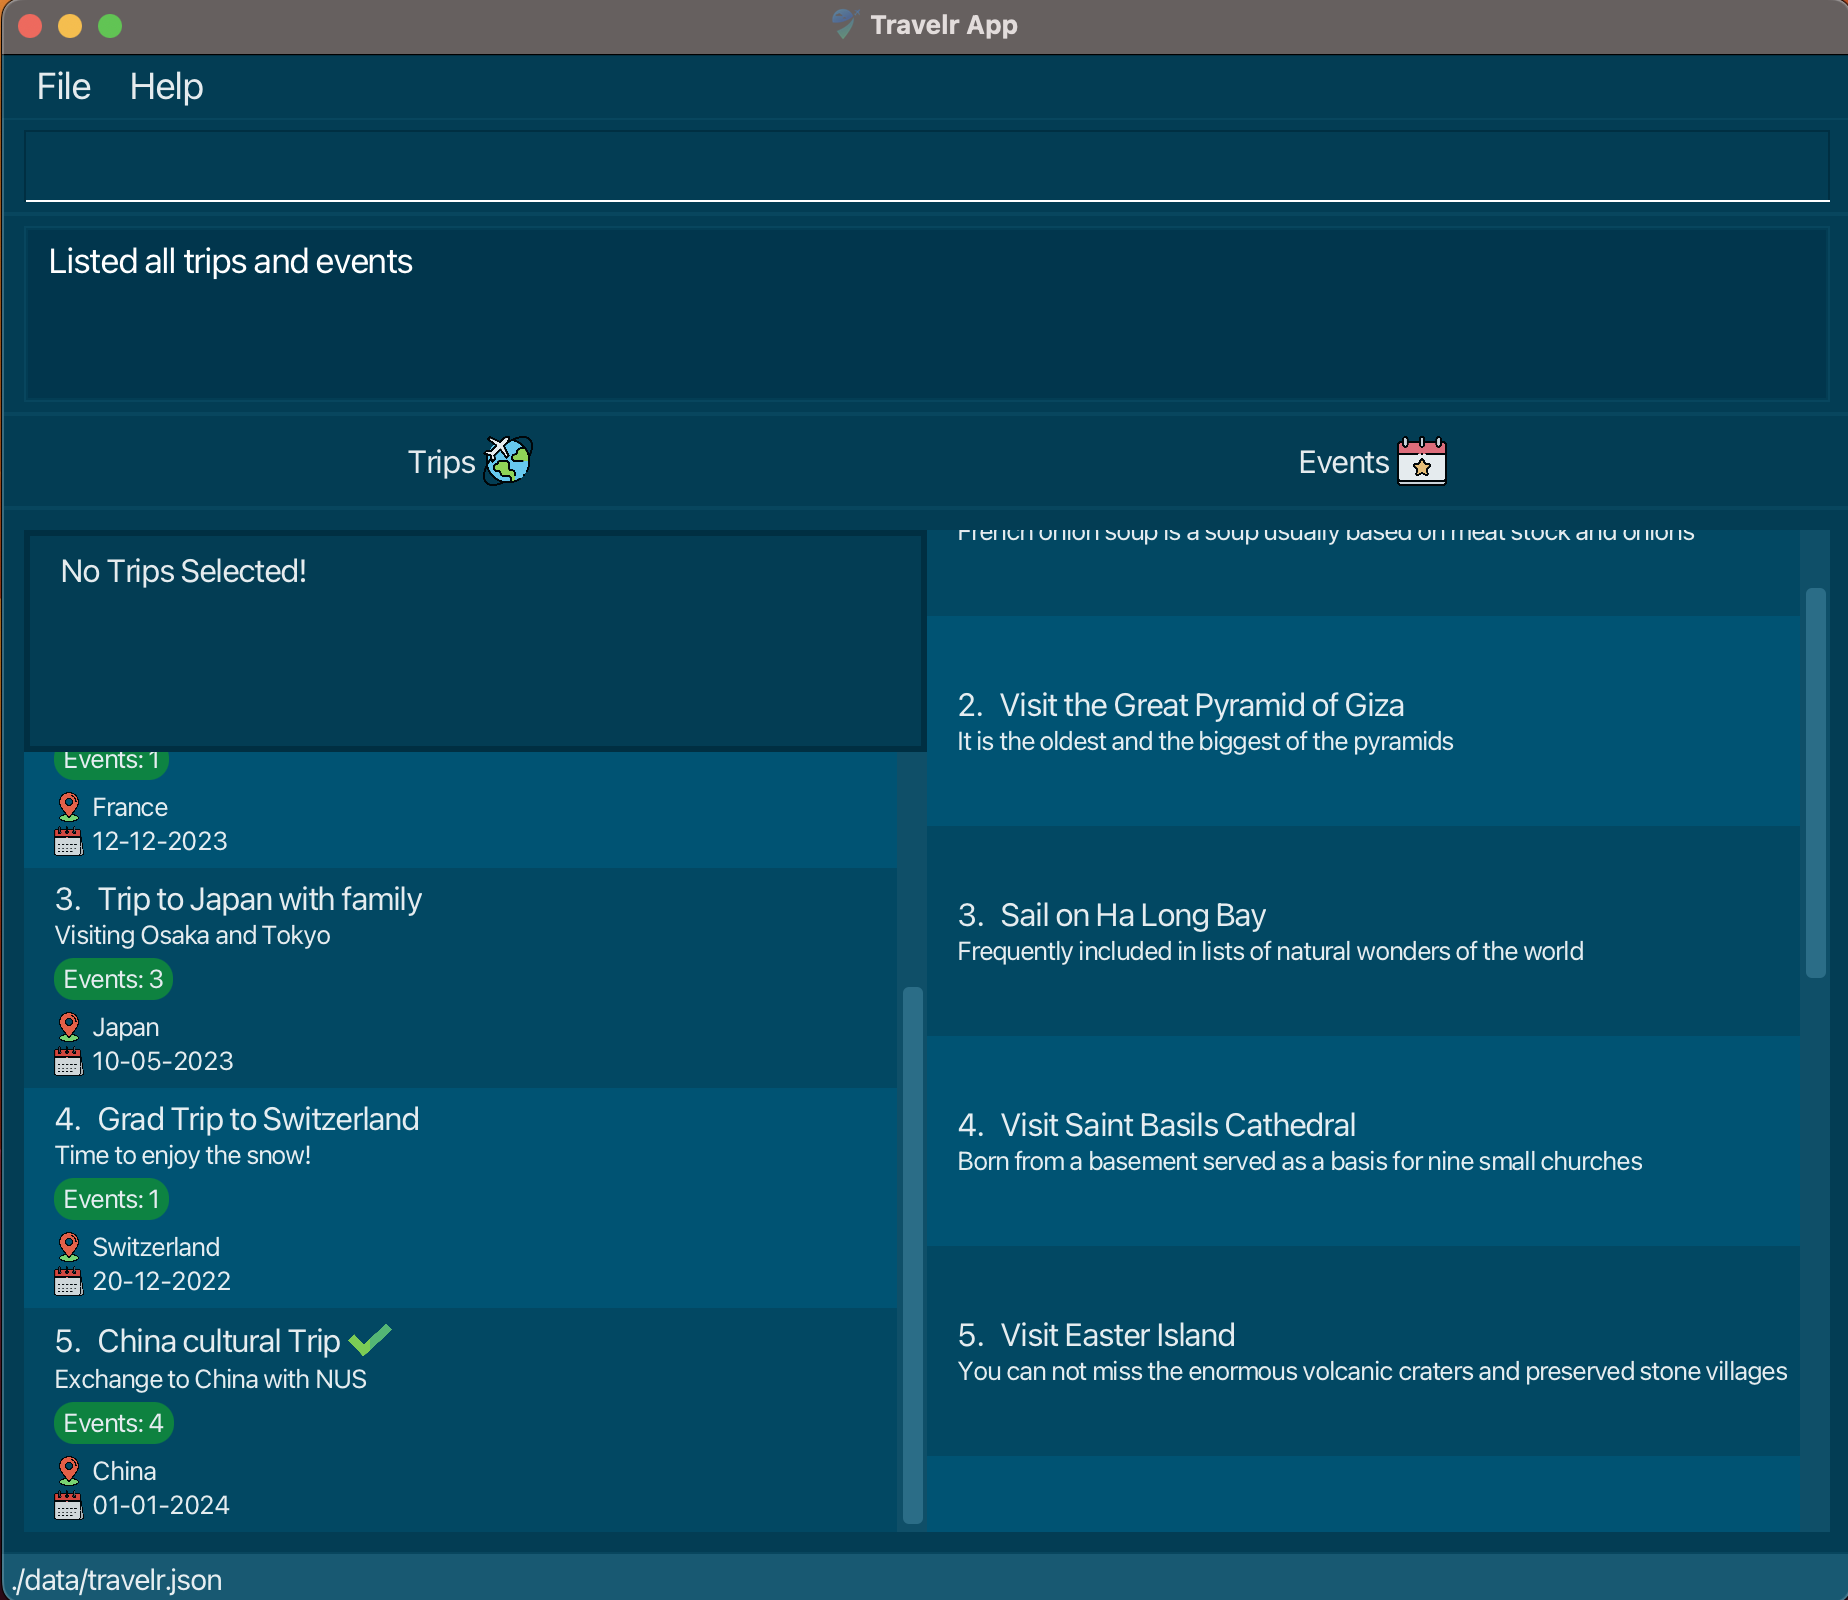 Travelr App
File Help
Listed all trips and events
Trips
Events
No Trips Selected!
Events: 1
France
12-12-2023
3. Trip to Japan with family
Visiting Osaka and Tokyo
Events: 3
Japan
10-05-2023
4. Grad Trip to Switzerland
Time to enjoy the snow!
Events: 1
Switzerland
20-12-2022
5. China cultural Trip
Exchange to China with NUS
Events: 4
China
01-01-2024
French onion soup is a soup usually based on meat stock and onions
2. Visit the Great Pyramid of Giza
It is the oldest and the biggest of the pyramids
3. Sail on Ha Long Bay
Frequently included in lists of natural wonders of the world
4. Visit Saint Basils Cathedral
Born from a basement served as a basis for nine small churches
5. Visit Easter Island
You can not miss the enormous volcanic craters and preserved stone villages
./data/travelr.json